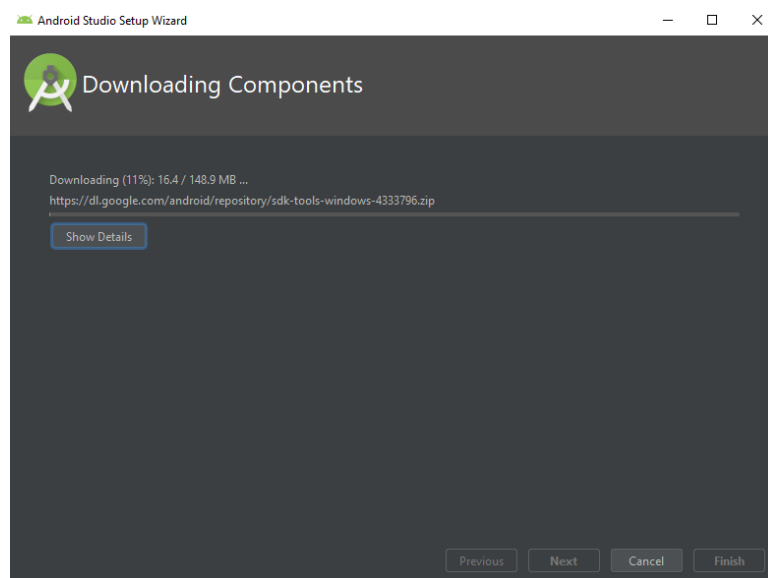 Android Studio Setup Wizard
Downloading Components
Downloading (11%): 16.4 / 148.9 MB ...
https://dl.google.com/android/repository/sdk-tools-windows-4333796.zip
Show Details
Previous Next Cancel Finish